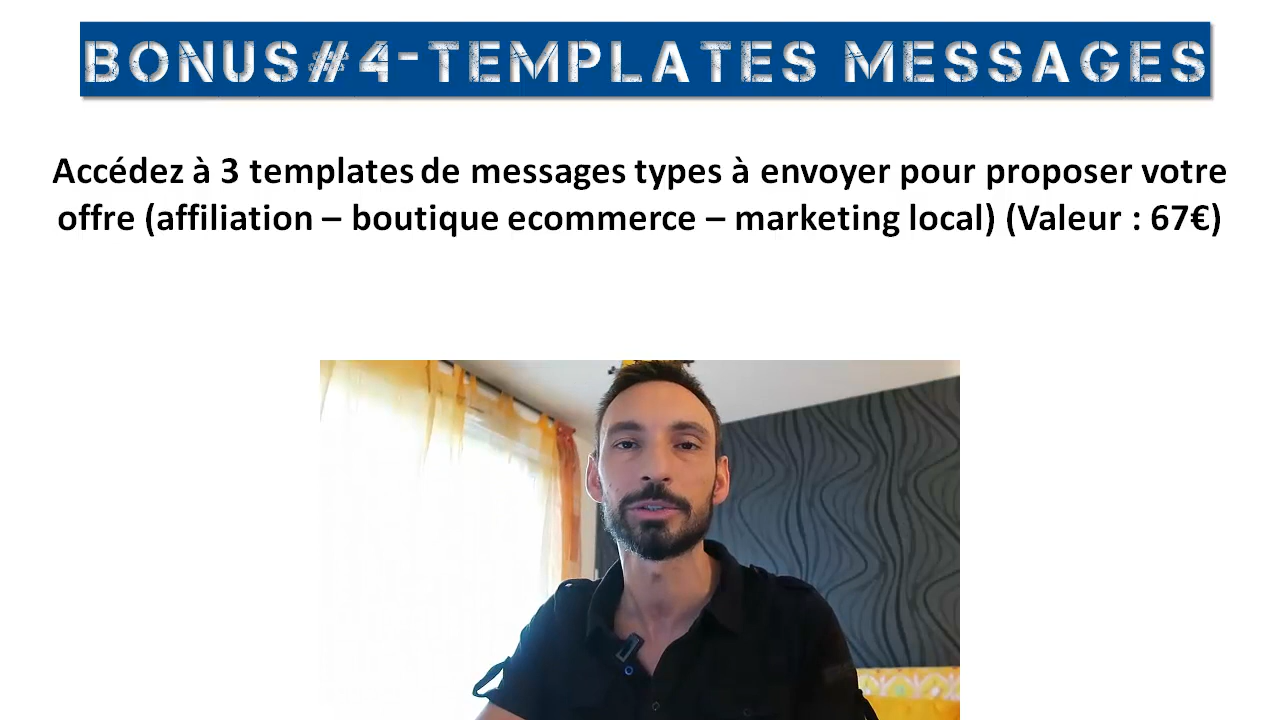 BONUS#4-TEMPLATES MESSAGES
Accédez à 3 templates de messages types à envoyer pour proposer votre
offre (affiliation – boutique ecommerce – marketing local) (Valeur : 67€)